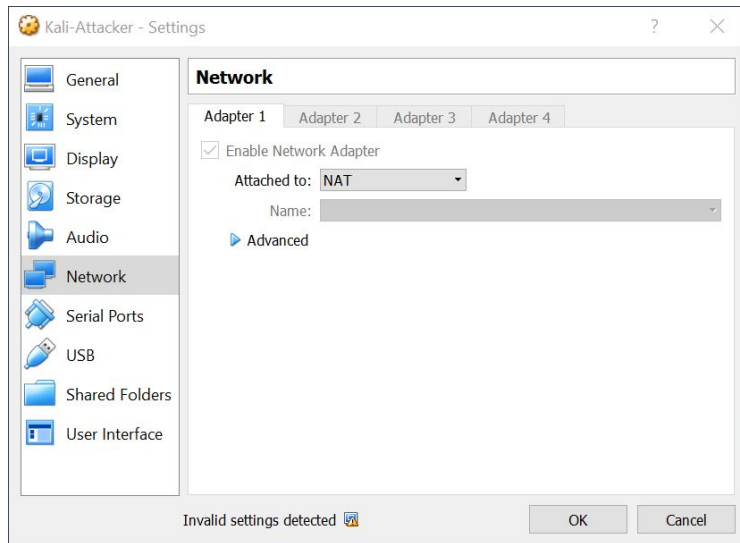 Kali-Attacker - Settings
?
General
System
Display
Storage
Audio
Network
Serial Ports
USB
Shared Folders
User Interface
Network
Adapter 1 Adapter 2 Adapter 3 Adapter 4
Enable Network Adapter
Attached to: NAT
Name:
Advanced
Invalid settings detected
OK Cancel